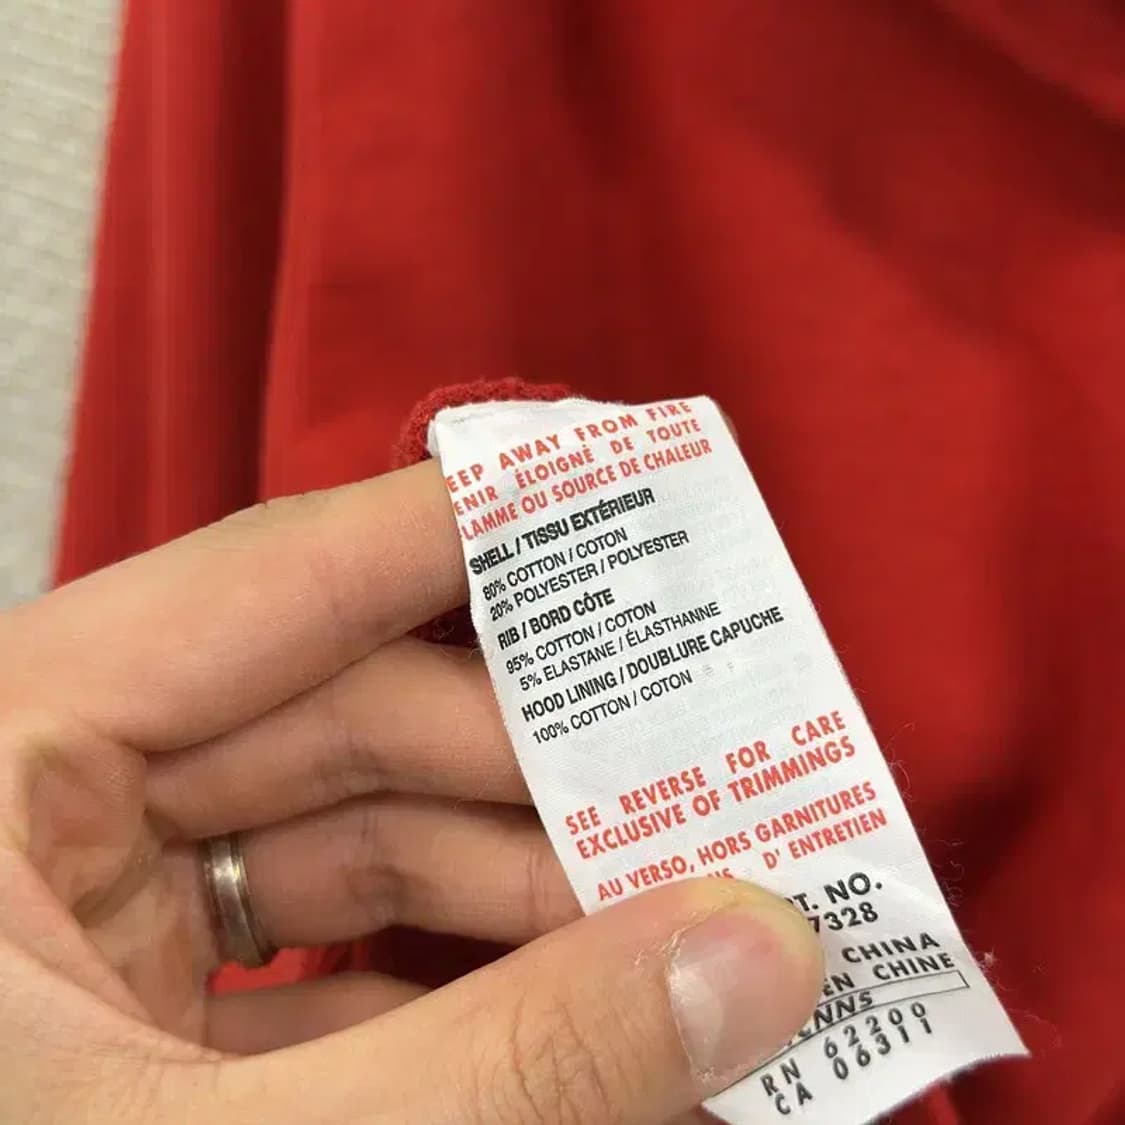 EEP AWAY FROM FIRE
ENIR ÉLOIGNÉ DE TOUTE
LAMME OU SOURCE DE CHALEUR
SHELL / TISSU EXTÉRIEUR
80% COTTON / COTON
20% POLYESTER / POLYESTER
RIB / BORD CÔTE
95% COTTON / COTON
5% ELASTANE / ÉLASTHANNE
HOOD LINING / DOUBLURE CAPUCHE
100% COTTON / COTON
SEE REVERSE FOR CARE
EXCLUSIVE OF TRIMMINGS
AU VERSO, HORS GARNITURES
D' ENTRETIEN
T. NO.
7328
CHINA
EN CHINE
RN 62200
CA 06311